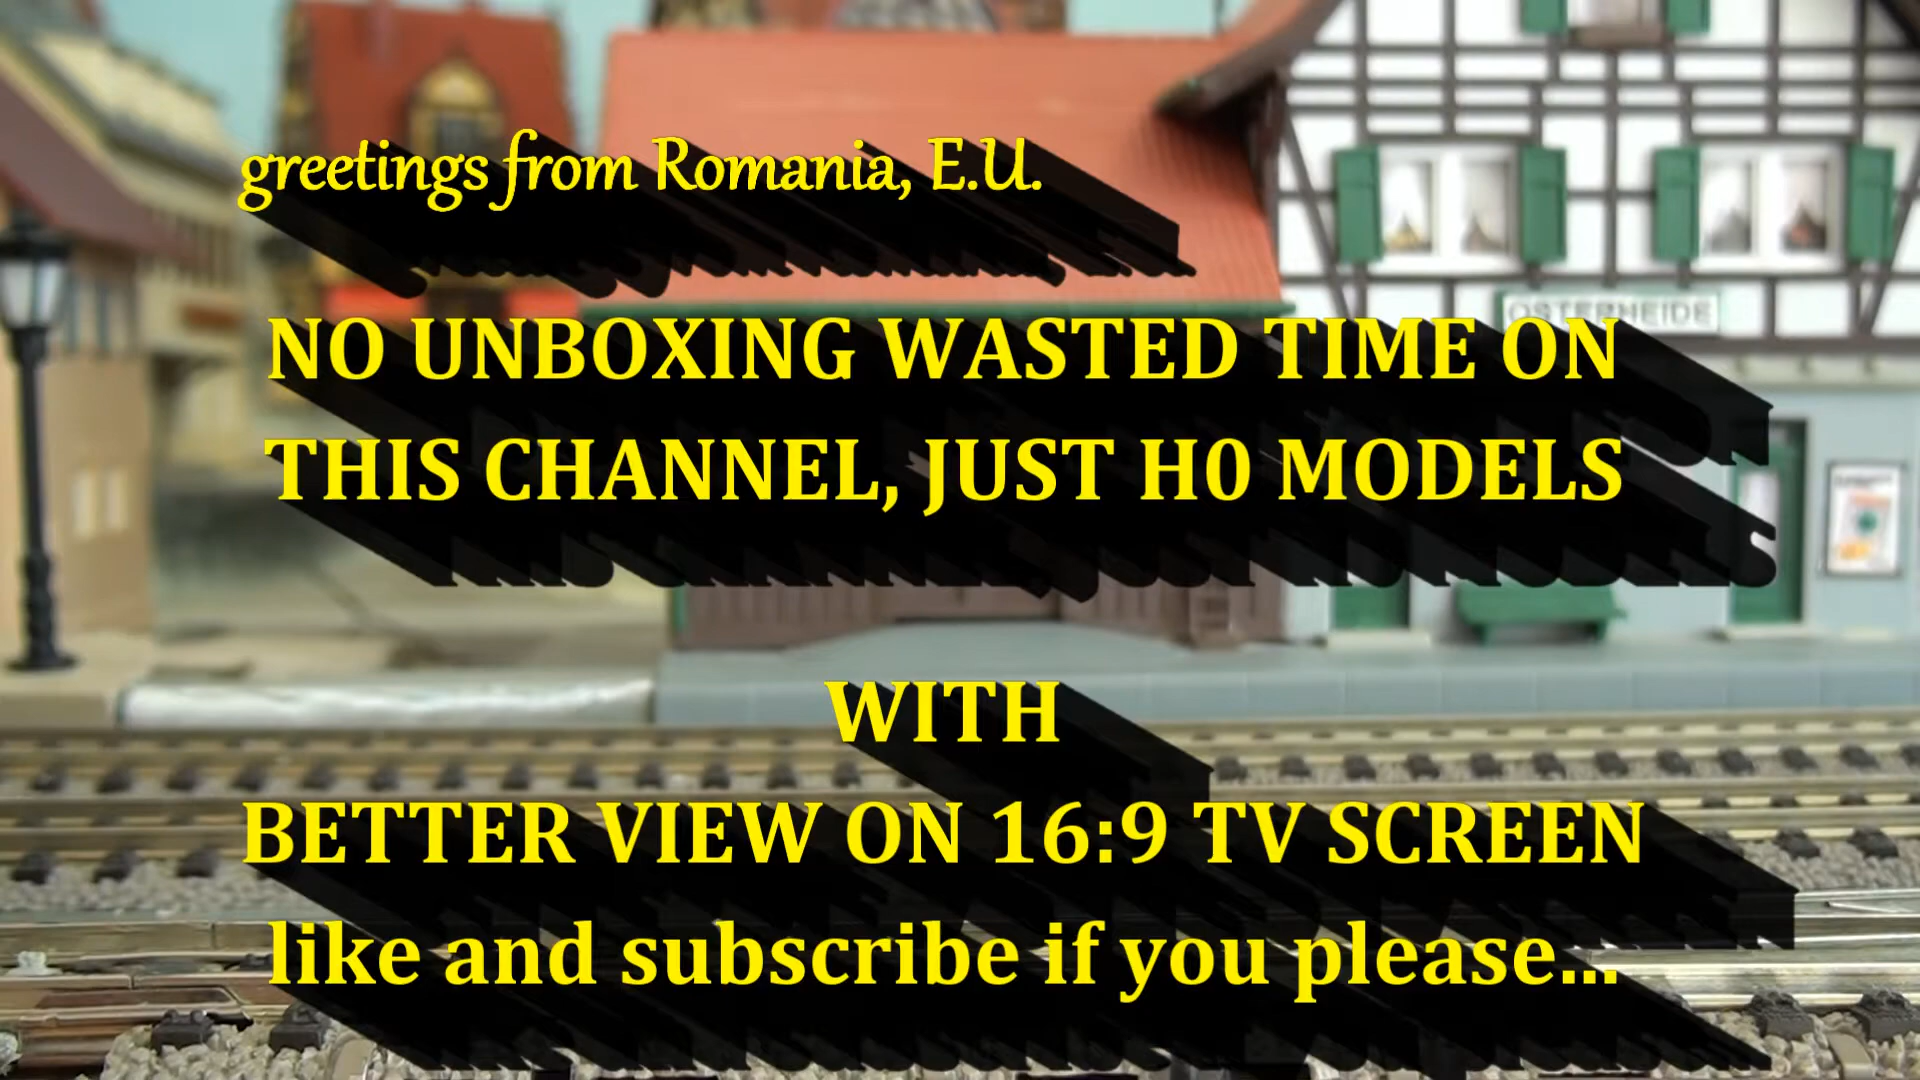 greetings from Romania, E.U.
OSTERHEIDE
NO UNBOXING WASTED TIME ON
THIS CHANNEL, JUST H0 MODELS
WITH
BETTER VIEW ON 16:9 TV SCREEN
like and subscribe if you please...